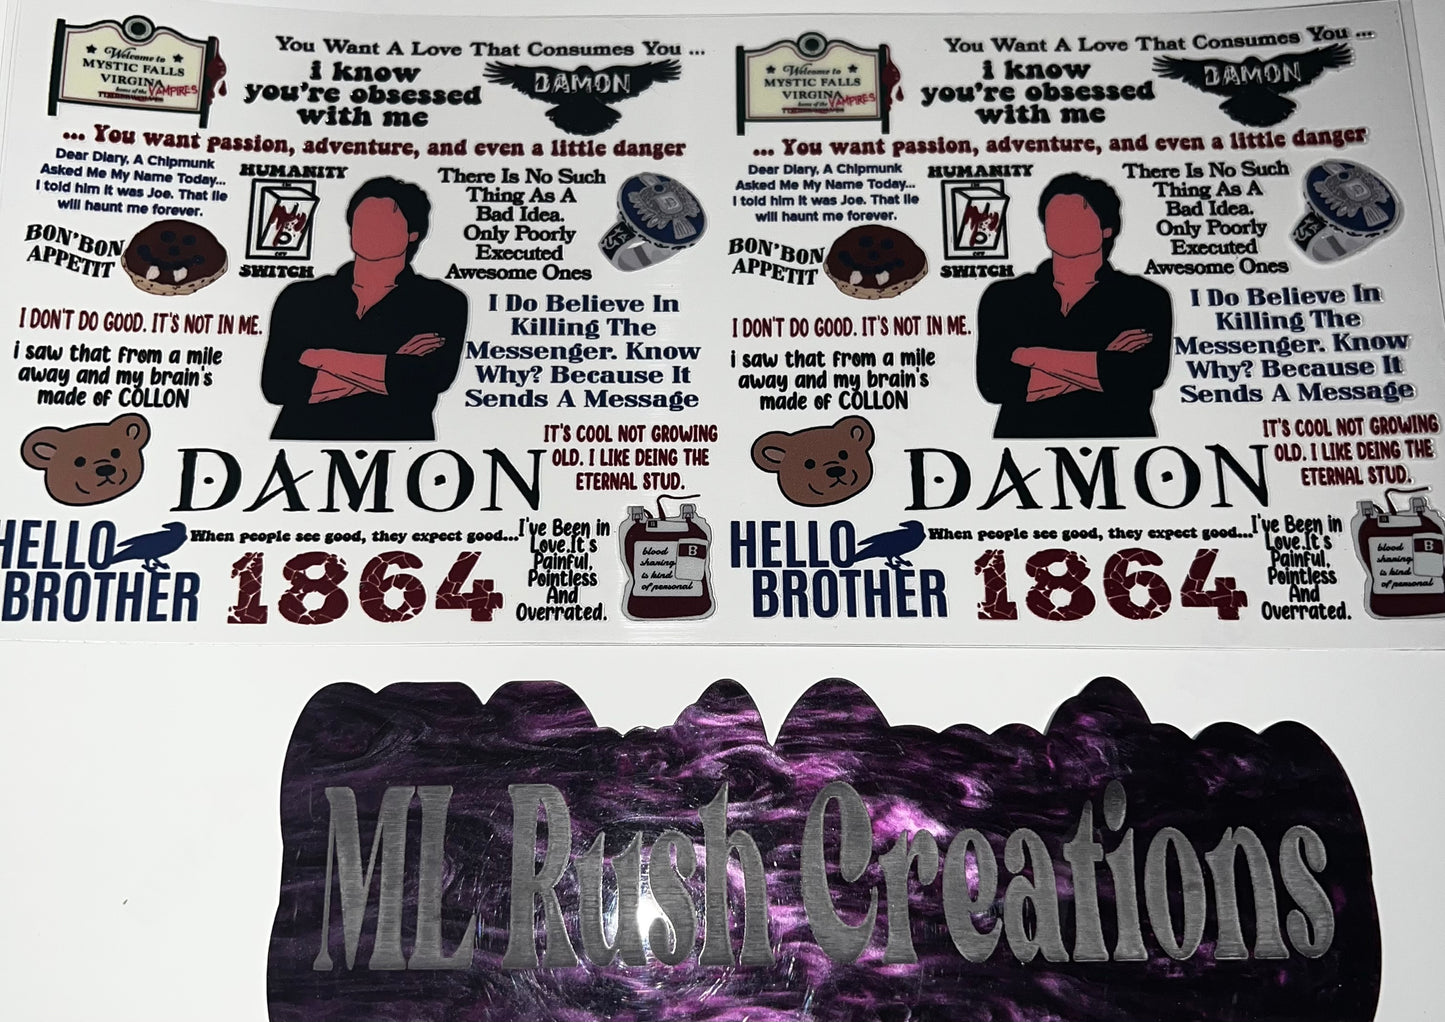 Welcome to
MYSTIC FALLS
VIRGINA
home of the VAMPIRES
You Want A Love That Consumes You ...
i know
you're obsessed
with me
DAMON
... You want passion, adventure, and even a little danger
Dear Diary, A Chipmunk
Asked Me My Name Today...
I told him it was Joe. That lie
will haunt me forever.
HUMANITY
SWITCH
There Is No Such
Thing As A
Bad Idea.
Only Poorly
Executed
Awesome Ones
D
BON'BON
APPETIT
I DON'T DO GOOD. IT'S NOT IN ME.
I Do Believe In
Killing The
Messenger. Know
Why? Because It
Sends A Message
i saw that from a mile
away and my brain's
made of COLLON
DAMON
IT'S COOL NOT GROWING
OLD. I LIKE DEING THE
ETERNAL STUD.
HELLO
BROTHER
When people see good, they expect good...
1864
I've Been in
Love.It's
Painful,
Pointless
And
Overrated.
B
blood
sharing
is kind
of personal
Welcome to
MYSTIC FALLS
VIRGINA
home of the VAMPIRES
You Want A Love That Consumes You ...
i know
you're obsessed
with me
DAMON
... You want passion, adventure, and even a little danger
Dear Diary, A Chipmunk
Asked Me My Name Today...
I told him it was Joe. That lie
will haunt me forever.
HUMANITY
SWITCH
There Is No Such
Thing As A
Bad Idea.
Only Poorly
Executed
Awesome Ones
D
BON'BON
APPETIT
I DON'T DO GOOD. IT'S NOT IN ME.
I Do Believe In
Killing The
Messenger. Know
Why? Because It
Sends A Message
i saw that from a mile
away and my brain's
made of COLLON
DAMON
IT'S COOL NOT GROWING
OLD. I LIKE DEING THE
ETERNAL STUD.
HELLO
BROTHER
When people see good, they expect good...
1864
I've Been in
Love.It's
Painful,
Pointless
And
Overrated.
B
blood
sharing
is kind
of personal
ML Rush Creations